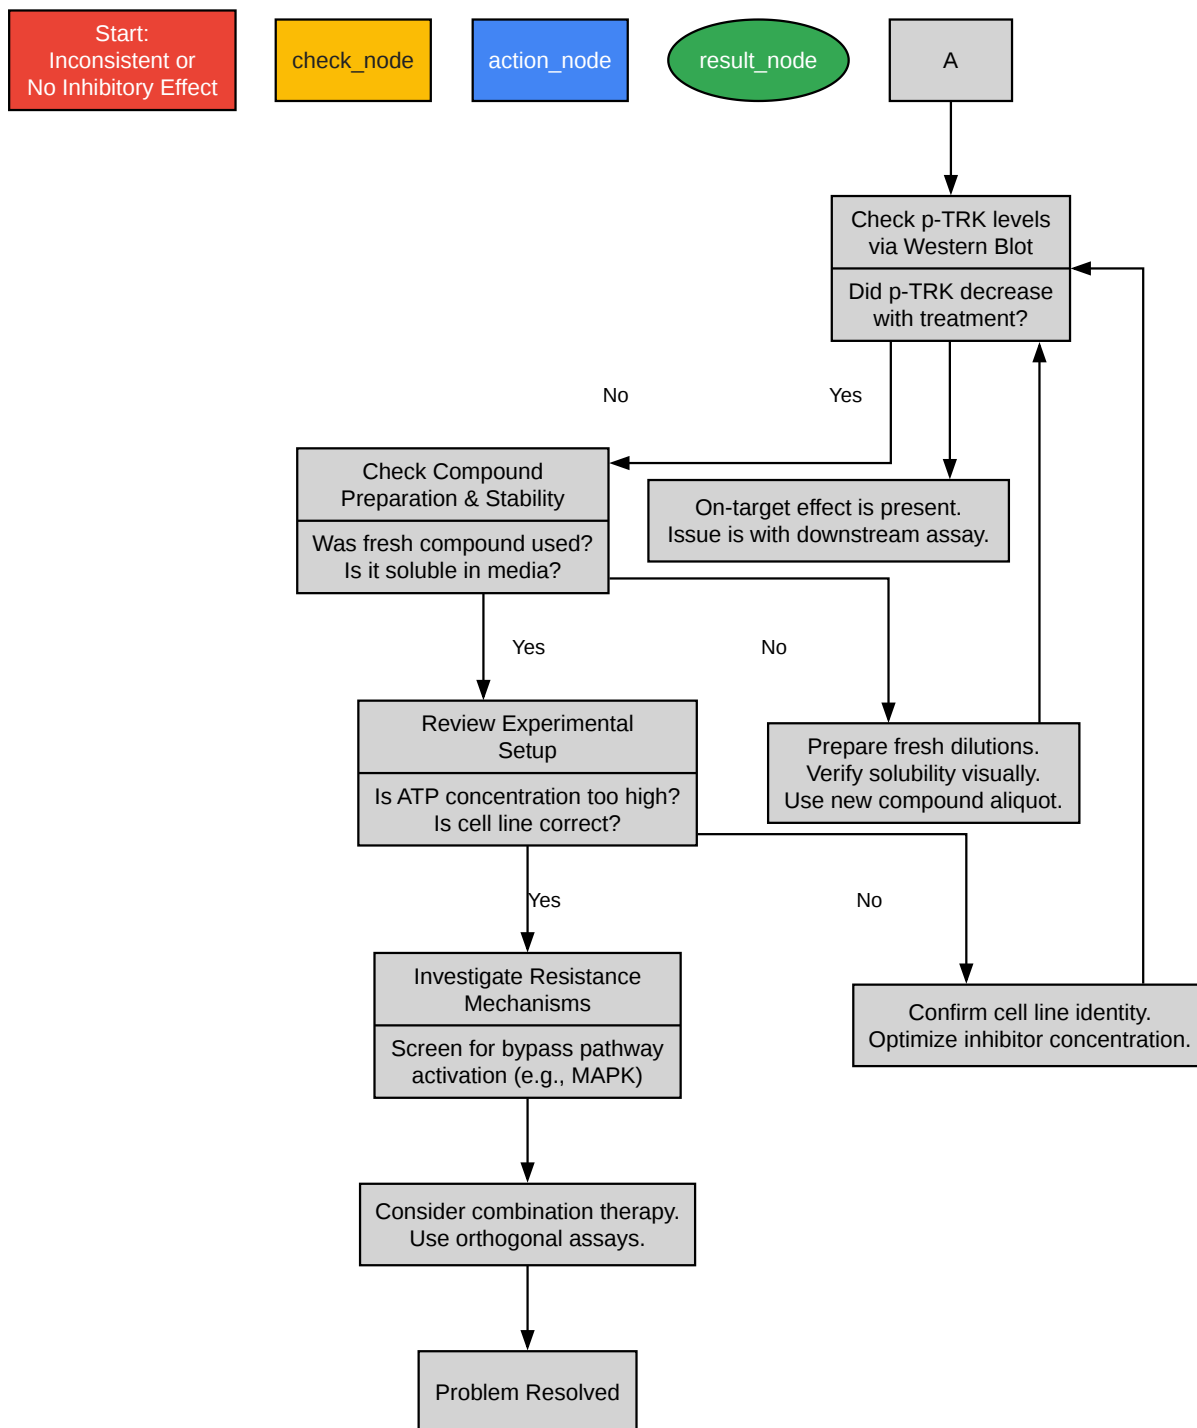 Start:
Inconsistent or
No Inhibitory Effect
check_node
action_node
result_node
A
Check p-TRK levels
via Western Blot
Did p-TRK decrease
with treatment?
No
Yes
Check Compound
Preparation & Stability
Was fresh compound used?
Is it soluble in media?
On-target effect is present.
Issue is with downstream assay.
Yes
No
Review Experimental
Setup
Is ATP concentration too high?
Is cell line correct?
Prepare fresh dilutions.
Verify solubility visually.
Use new compound aliquot.
Yes
No
Investigate Resistance
Mechanisms
Screen for bypass pathway
activation (e.g., MAPK)
Confirm cell line identity.
Optimize inhibitor concentration.
Consider combination therapy.
Use orthogonal assays.
Problem Resolved